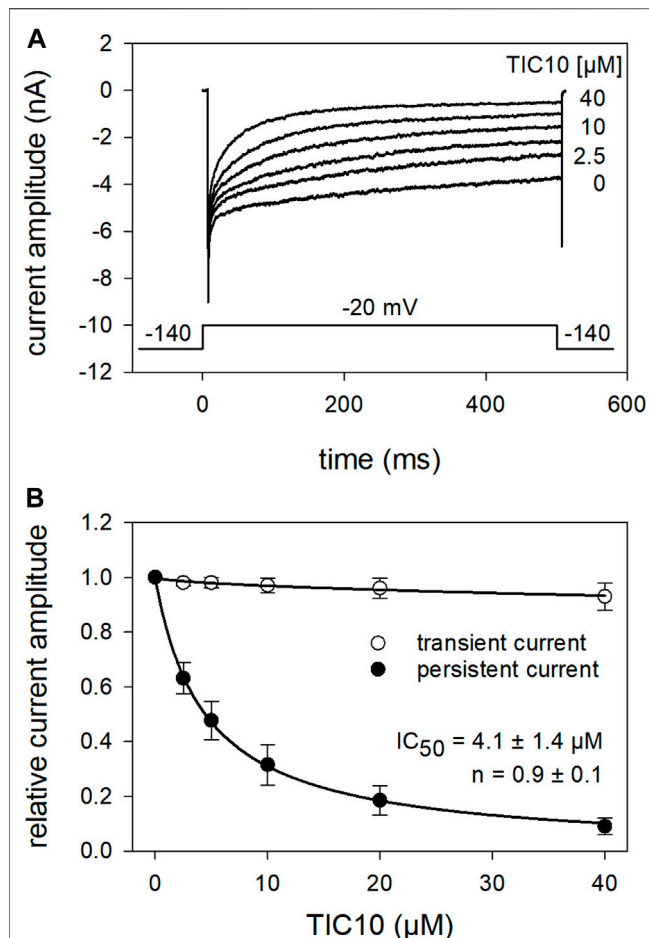 A
TIC10 [µM]
40
10
2.5
0
2
0
-2
-4
-6
-8
-10
-12
current amplitude (nA)
-20 mV
-140
-140
0
200
400
600
time (ms)
B
1.2
1.0
0.8
0.6
0.4
0.2
0.0
relative current amplitude
transient current
persistent current
IC50 = 4.1 ± 1.4 µM
n = 0.9 ± 0.1
0
10
20
30
40
TIC10 (µM)